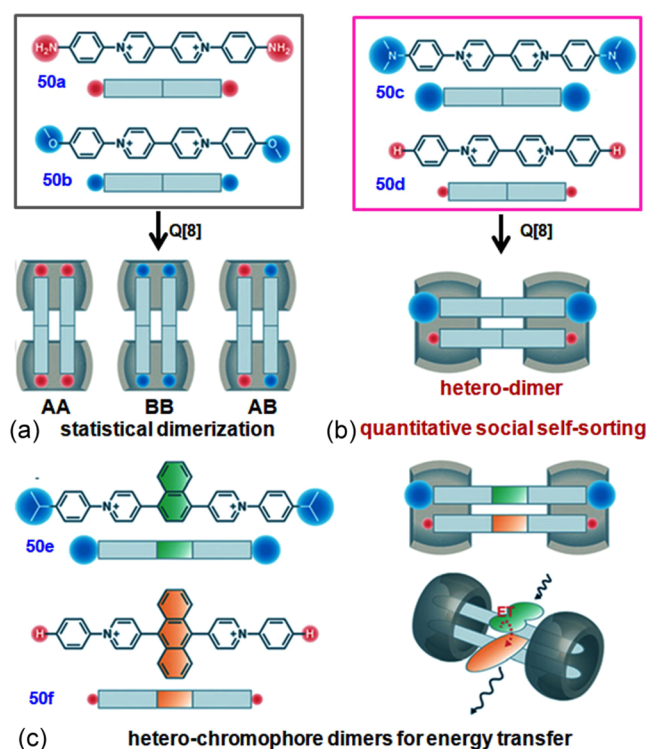 H₂N N⁺ N⁺ NH₂
50a
O N⁺ N⁺ O
50b
Q[8]
AA BB AB
(a) statistical dimerization
N N⁺ N⁺ N
50c
H N⁺ N⁺ H
50d
Q[8]
hetero-dimer
(b) quantitative social self-sorting
N⁺ N⁺
50e
H N⁺ N⁺ H
50f
ET
(c) hetero-chromophore dimers for energy transfer